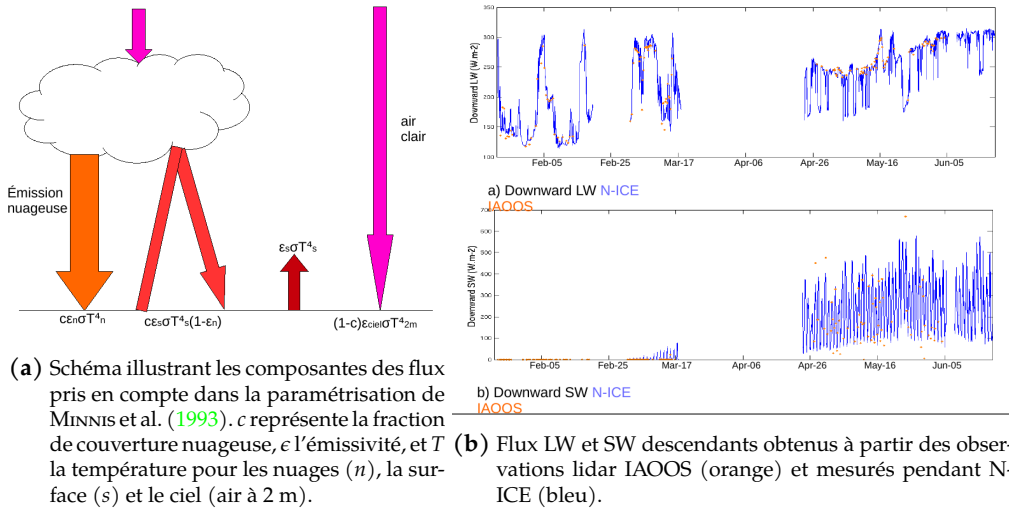 air
clair
Émission
nuageuse
εsσT⁴s
cεnσT⁴n
cεsσT⁴s(1-εn)
(1-c)εcielσT⁴2m
(a) Schéma illustrant les composantes des flux
pris en compte dans la paramétrisation de
MINNIS et al. (1993). c représente la fraction
de couverture nuageuse, ϵ l'émissivité, et T
la température pour les nuages (n), la sur-
face (s) et le ciel (air à 2 m).
Downward LW (W.m-2)
350
300
250
200
150
100
Feb-05 Feb-25 Mar-17 Apr-06 Apr-26 May-16 Jun-05
a) Downward LW N-ICE
IAOOS
Downward SW (W.m-2)
700
600
500
400
300
200
100
0
Feb-05 Feb-25 Mar-17 Apr-06 Apr-26 May-16 Jun-05
b) Downward SW N-ICE
IAOOS
(b) Flux LW et SW descendants obtenus à partir des obser-
vations lidar IAOOS (orange) et mesurés pendant N-
ICE (bleu).